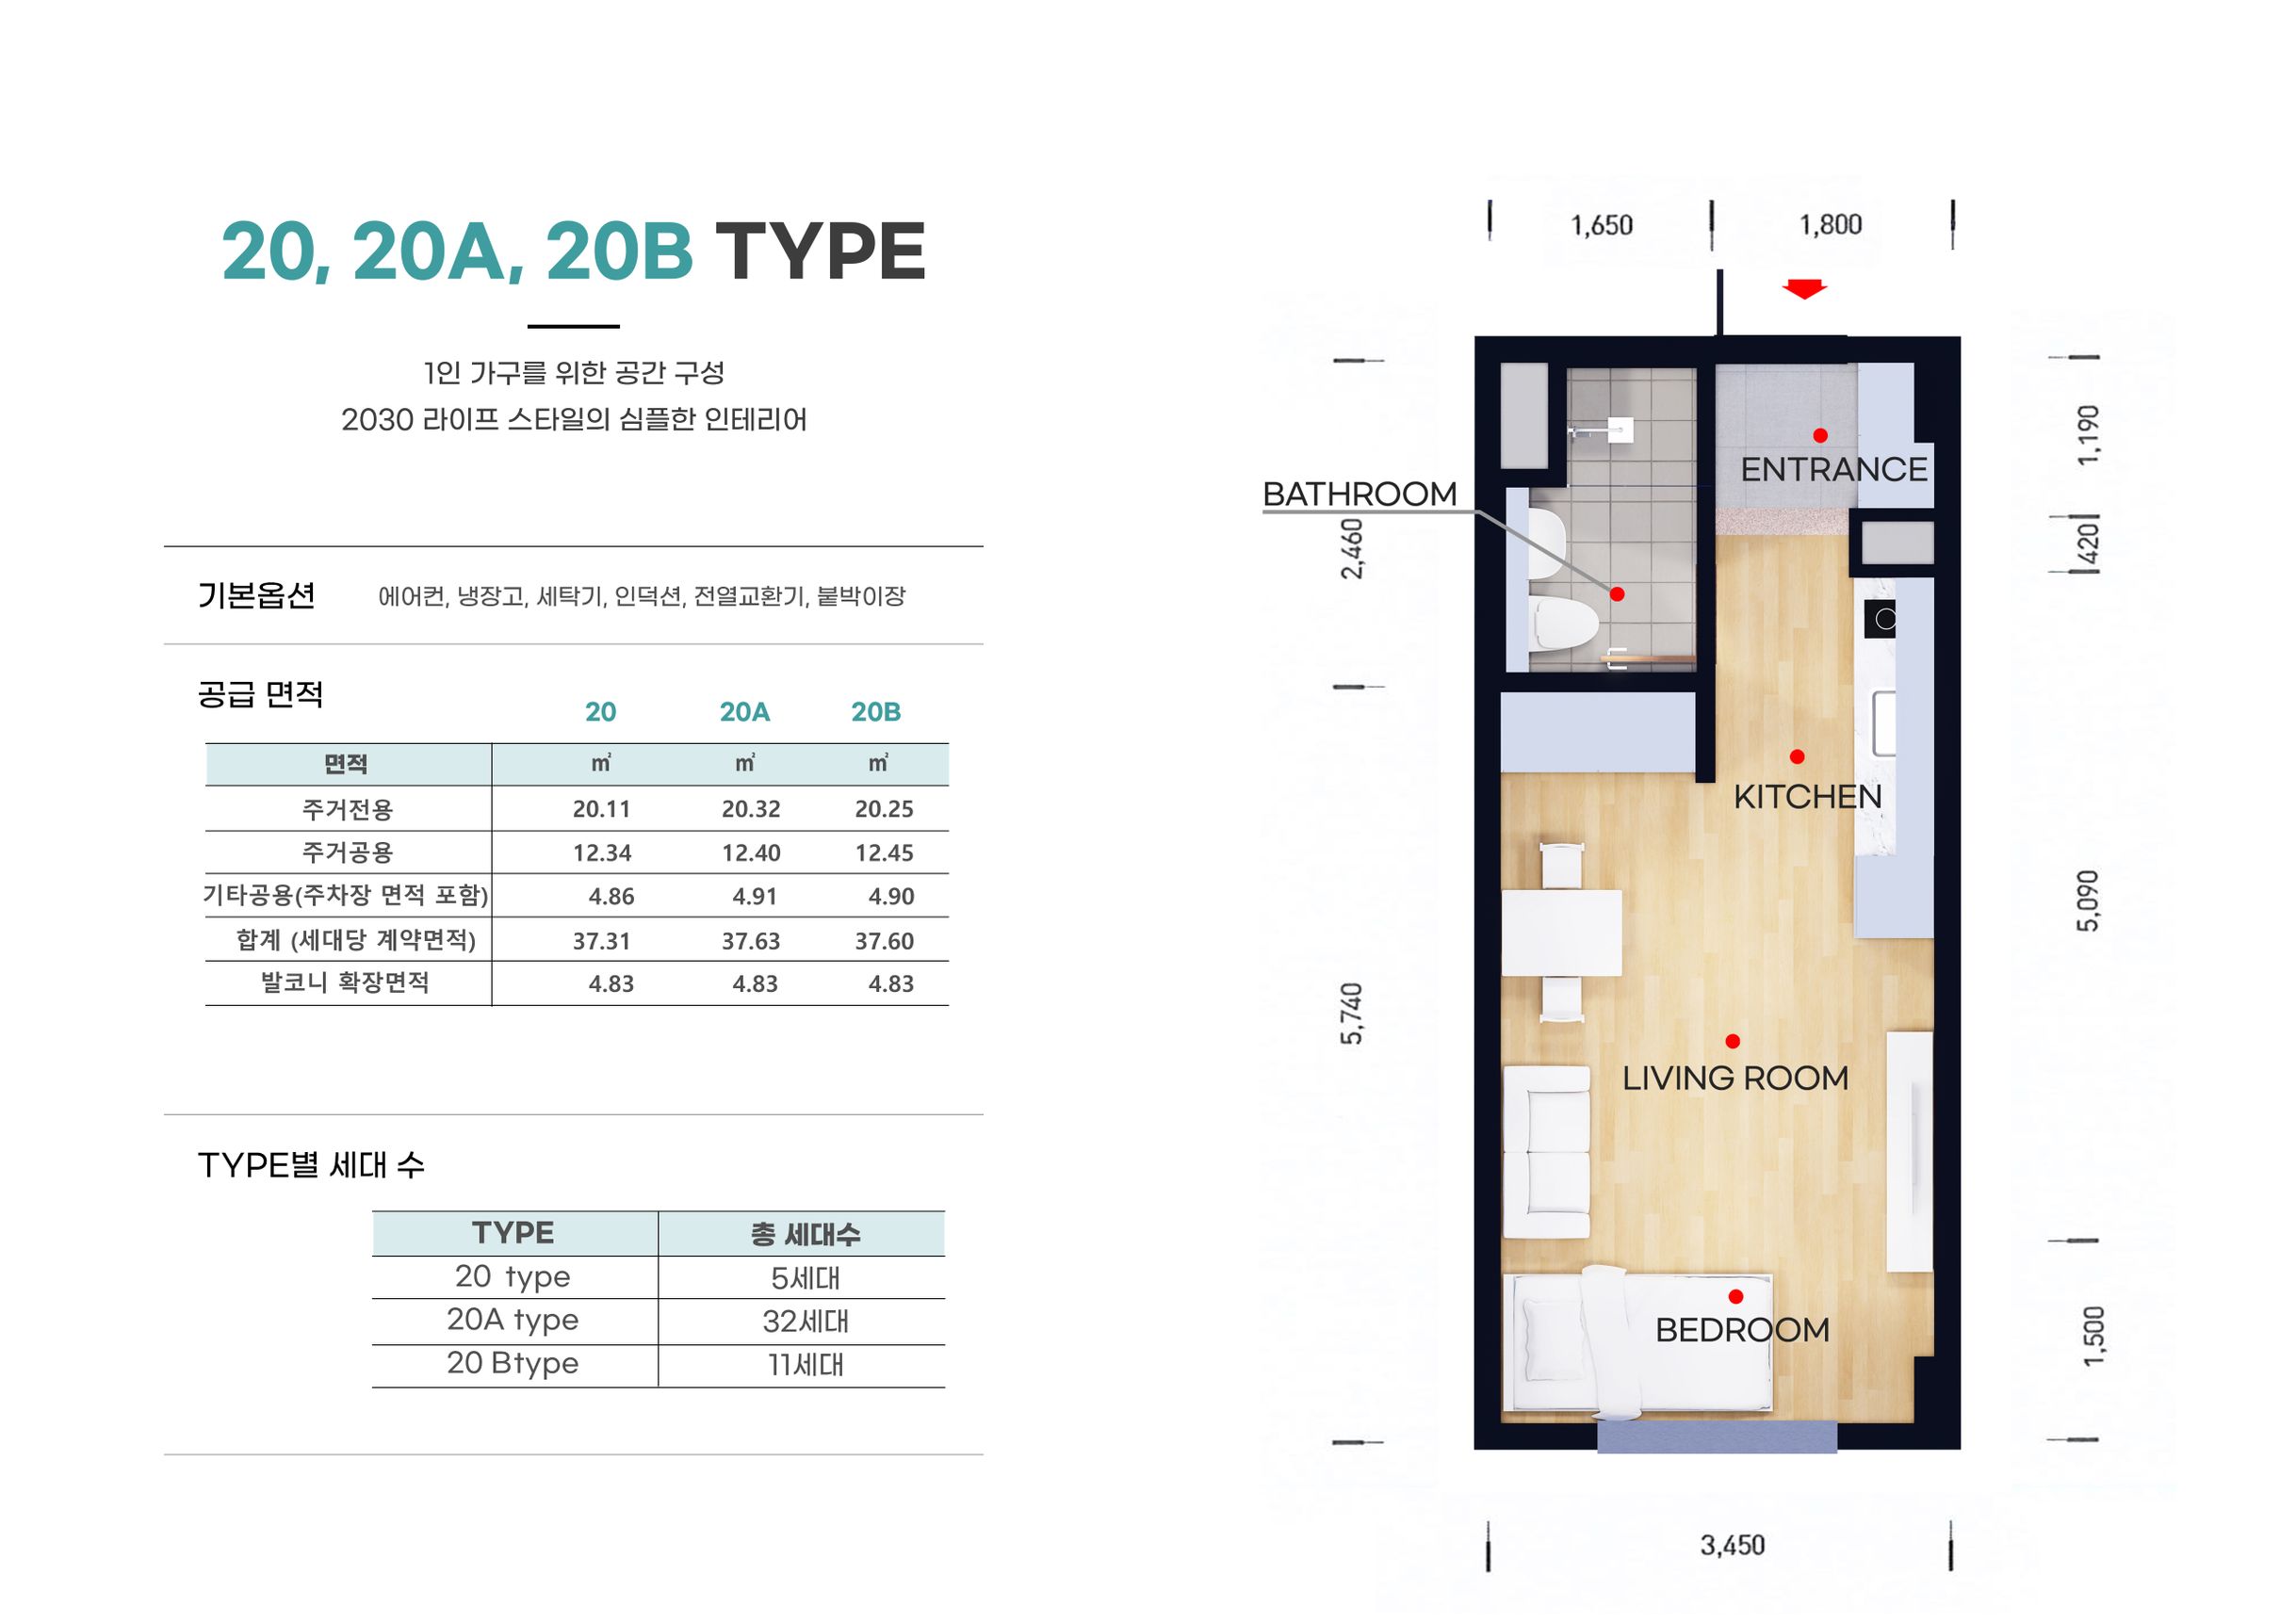 20, 20A, 20B TYPE
1인 가구를 위한 공간 구성
2030 라이프 스타일의 심플한 인테리어
기본옵션 에어컨, 냉장고, 세탁기, 인덕션, 전열교환기, 붙박이장
공급 면적
20 20A 20B
면적 ㎡ ㎡ ㎡
주거전용 20.11 20.32 20.25
주거공용 12.34 12.40 12.45
기타공용(주차장 면적 포함) 4.86 4.91 4.90
합계 (세대당 계약면적) 37.31 37.63 37.60
발코니 확장면적 4.83 4.83 4.83
TYPE별 세대 수
TYPE 총 세대수
20 type 5세대
20A type 32세대
20 Btype 11세대
1,650 1,800
1,190
ENTRANCE
BATHROOM
2,460
420
KITCHEN
5,090
5,740
LIVING ROOM
BEDROOM
1,500
3,450